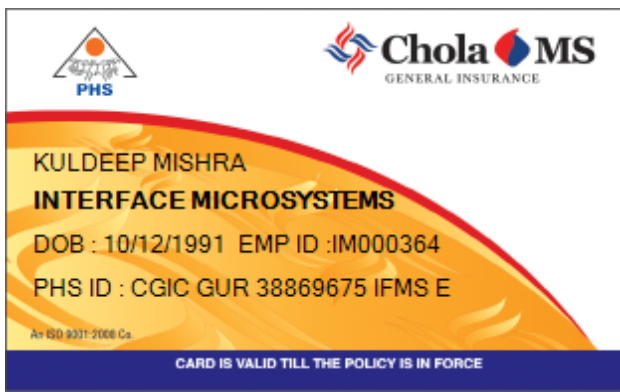 PHS
Chola MS
GENERAL INSURANCE
KULDEEP MISHRA
INTERFACE MICROSYSTEMS
DOB : 10/12/1991 EMP ID :IM000364
PHS ID : CGIC GUR 38869675 IFMS E
An ISO 9001:2008 Co.
CARD IS VALID TILL THE POLICY IS IN FORCE